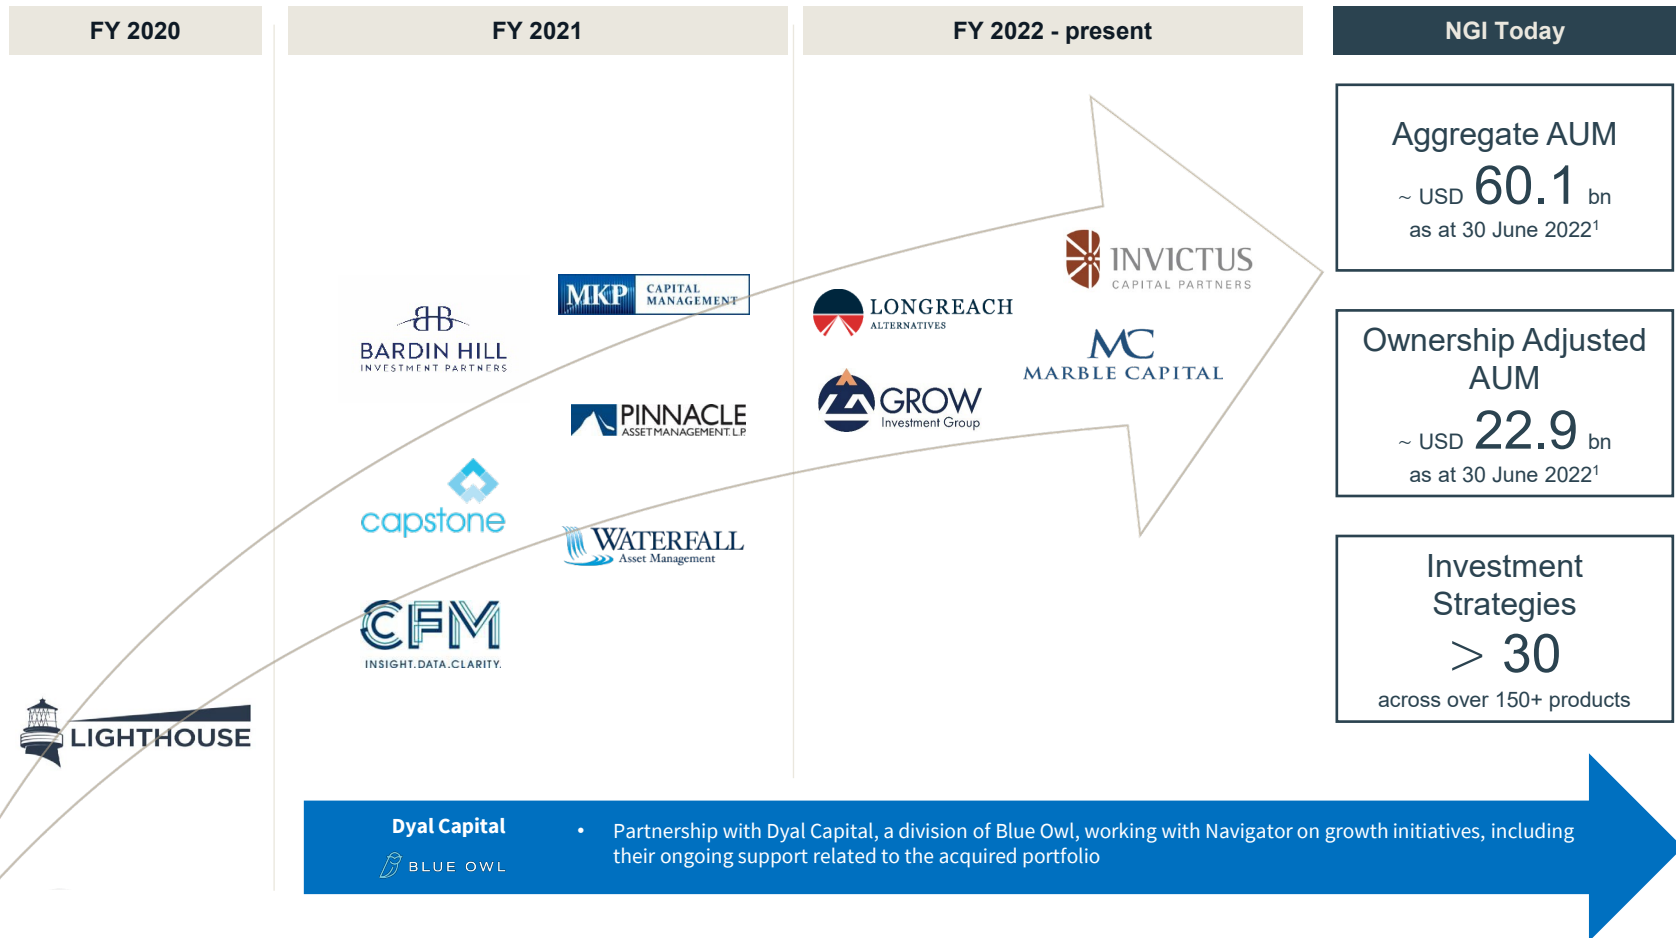 FY 2020
FY 2021
FY 2022 - present
NGI Today
LIGHTHOUSE
BARDIN HILL
INVESTMENT PARTNERS
MKP CAPITAL
MANAGEMENT
PINNACLE
ASSET MANAGEMENT, L.P.
capstone
WATERFALL
Asset Management
CFM
INSIGHT.DATA.CLARITY.
LONGREACH
ALTERNATIVES
GROW
Investment Group
INVICTUS
CAPITAL PARTNERS
MC
MARBLE CAPITAL
Aggregate AUM
~ USD 60.1 bn
as at 30 June 2022¹
Ownership Adjusted
AUM
~ USD 22.9 bn
as at 30 June 2022¹
Investment
Strategies
> 30
across over 150+ products
Dyal Capital
BLUE OWL
• Partnership with Dyal Capital, a division of Blue Owl, working with Navigator on growth initiatives, including
their ongoing support related to the acquired portfolio